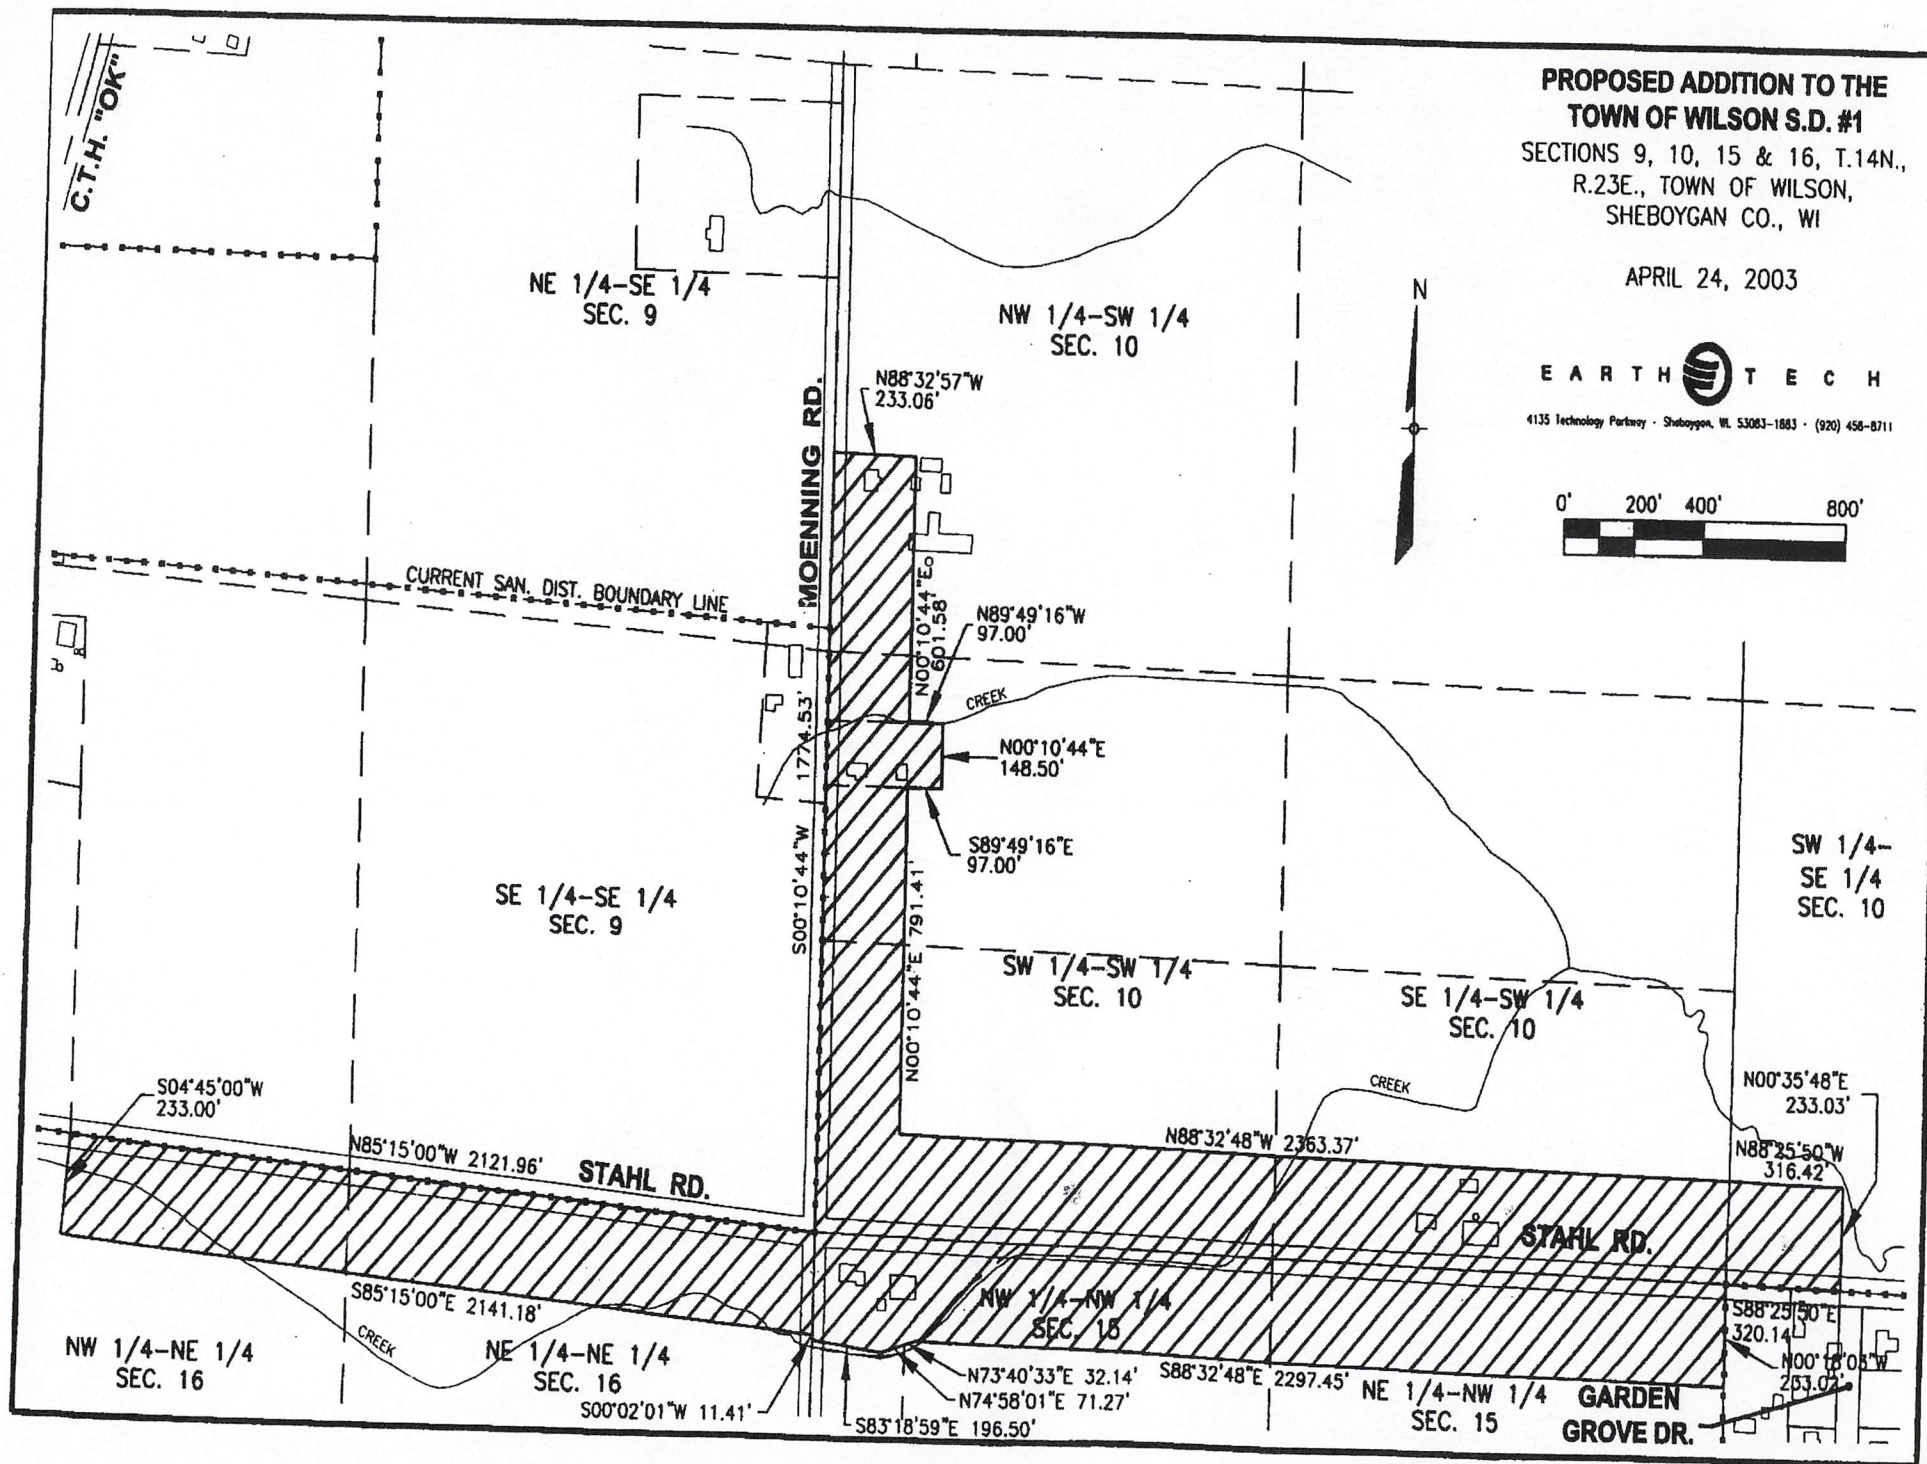 C.T.H. "OK"
PROPOSED ADDITION TO THE
TOWN OF WILSON S.D. #1
SECTIONS 9, 10, 15 & 16, T.14N.,
R.23E., TOWN OF WILSON,
SHEBOYGAN CO., WI
APRIL 24, 2003
EARTH TECH
4135 Technology Parkway · Sheboygan, WI. 53083-1883 · (920) 458-8711
0' 200' 400' 800'
N
NE 1/4-SE 1/4
SEC. 9
NW 1/4-SW 1/4
SEC. 10
N88°32'57"W
233.06'
MOENNING RD.
CURRENT SAN. DIST. BOUNDARY LINE
N00°10'44"E
601.58'
N89°49'16"W
97.00'
CREEK
N00°10'44"E
148.50'
S89°49'16"E
97.00'
S00°10'44"W 1774.53'
N00°10'44"E 791.41'
SE 1/4-SE 1/4
SEC. 9
SW 1/4-SW 1/4
SEC. 10
SE 1/4-SW 1/4
SEC. 10
SW 1/4-
SE 1/4
SEC. 10
CREEK
S04°45'00"W
233.00'
N85°15'00"W 2121.96'
STAHL RD.
N88°32'48"W 2363.37'
N00°35'48"E
233.03'
N88°25'50"W
316.42'
STAHL RD.
S85°15'00"E 2141.18'
CREEK
NW 1/4-NE 1/4
SEC. 16
NE 1/4-NE 1/4
SEC. 16
NW 1/4-NW 1/4
SEC. 15
S88°25'50"E
320.14'
S00°02'01"W 11.41'
N73°40'33"E 32.14'
N74°58'01"E 71.27'
S83°18'59"E 196.50'
S88°32'48"E 2297.45'
NE 1/4-NW 1/4
SEC. 15
GARDEN
GROVE DR.